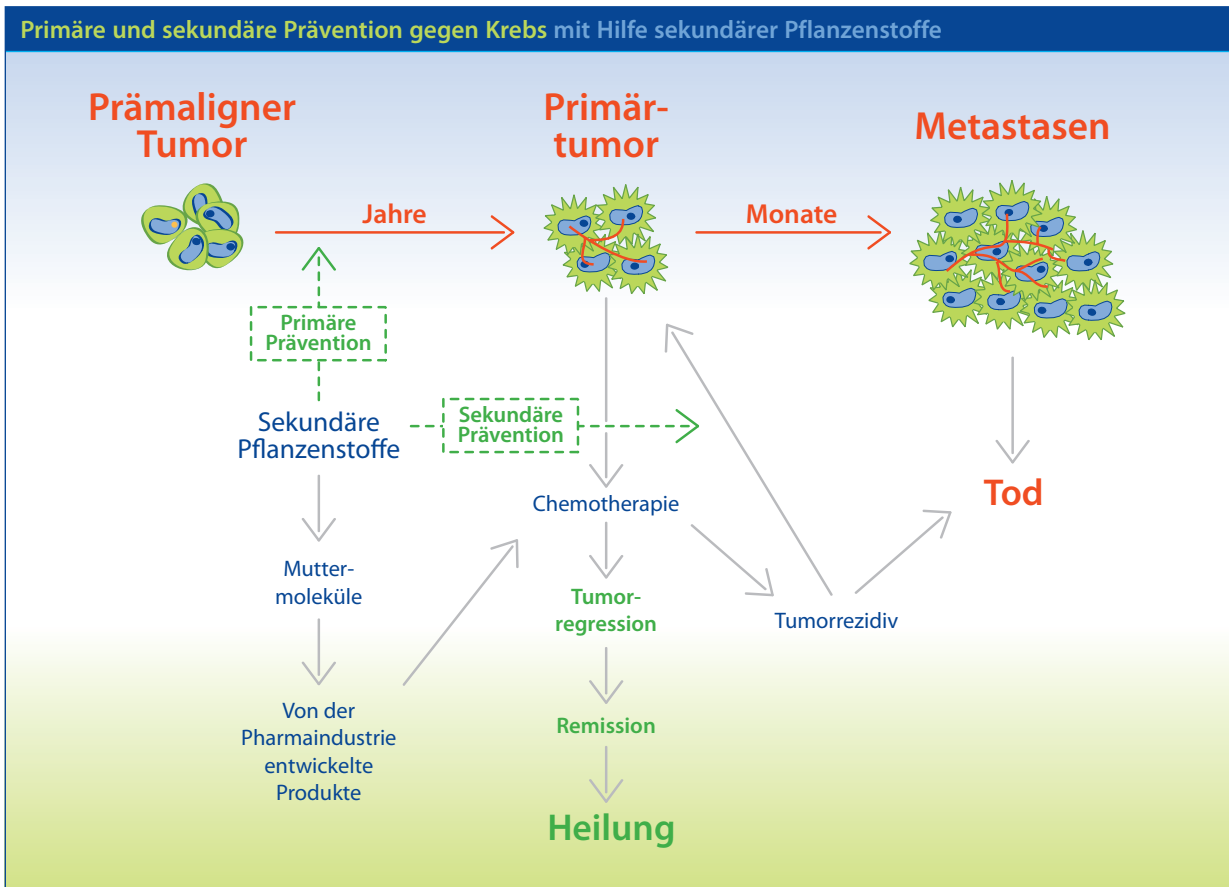 Primäre und sekundäre Prävention gegen Krebs mit Hilfe sekundärer Pflanzenstoffe
Prämaligner
Tumor
Primär-
tumor
Metastasen
Jahre
Monate
Primäre
Prävention
Sekundäre
Pflanzenstoffe
Sekundäre
Prävention
Chemotherapie
Tod
Mutter-
moleküle
Tumor-
regression
Tumorrezidiv
Von der
Pharmaindustrie
entwickelte
Produkte
Remission
Heilung